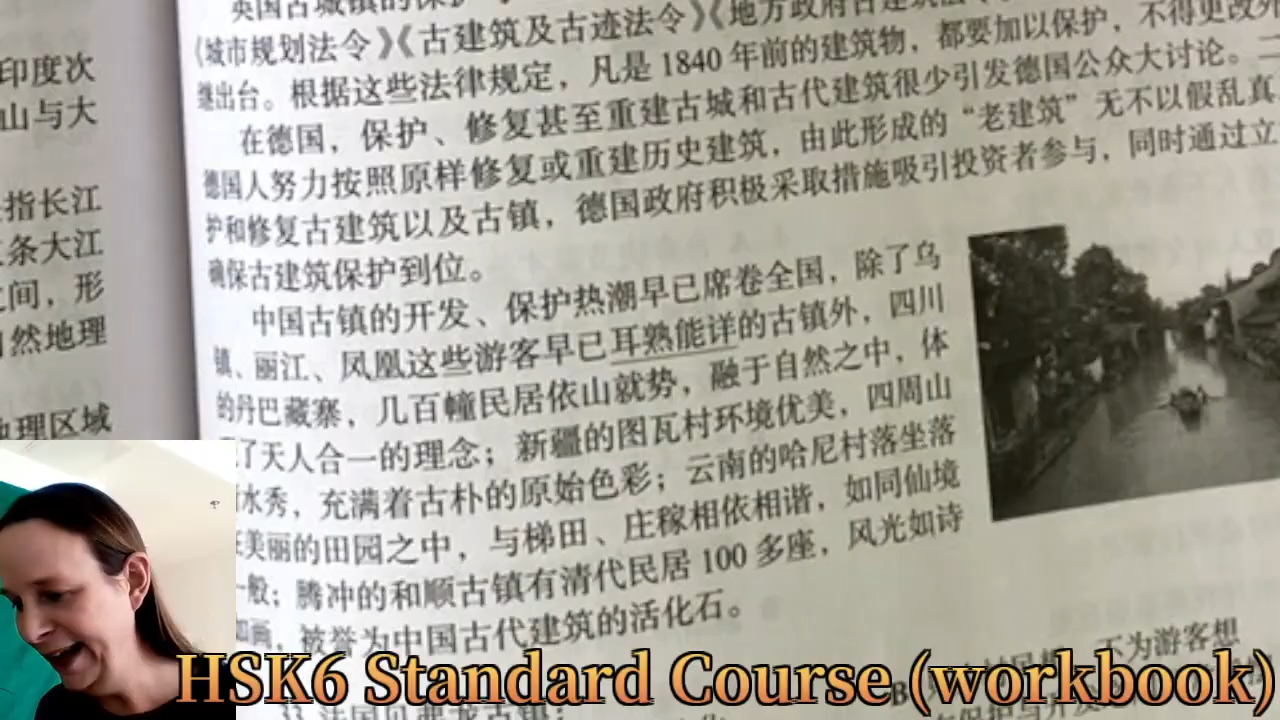 印度次
山与大
指长江
条大江
之间，形
自然地理
地理区域
英国古城镇的保护
《城市规划法令》《古建筑及古迹法令》《地方政府古建筑法
继出台。根据这些法律规定，凡是1840年前的建筑物，都要加以保护，不得更改外
在德国，保护、修复甚至重建古城和古代建筑很少引发德国公众大讨论。二
德国人努力按照原样修复或重建历史建筑，由此形成的“老建筑”无不以假乱真
护和修复古建筑以及古镇，德国政府积极采取措施吸引投资者参与，同时通过立
确保古建筑保护到位。
中国古镇的开发、保护热潮早已席卷全国，除了乌
镇、丽江、凤凰这些游客早已耳熟能详的古镇外，四川
的丹巴藏寨，几百幢民居依山就势，融于自然之中，体
了天人合一的理念；新疆的图瓦村环境优美，四周山
水秀，充满着古朴的原始色彩；云南的哈尼村落坐落
美丽的田园之中，与梯田、庄稼相依相谐，如同仙境
一般；腾冲的和顺古镇有清代民居100多座，风光如诗
如画，被誉为中国古代建筑的活化石。
不为游客想
33. 法国
HSK6 Standard Course (workbook)